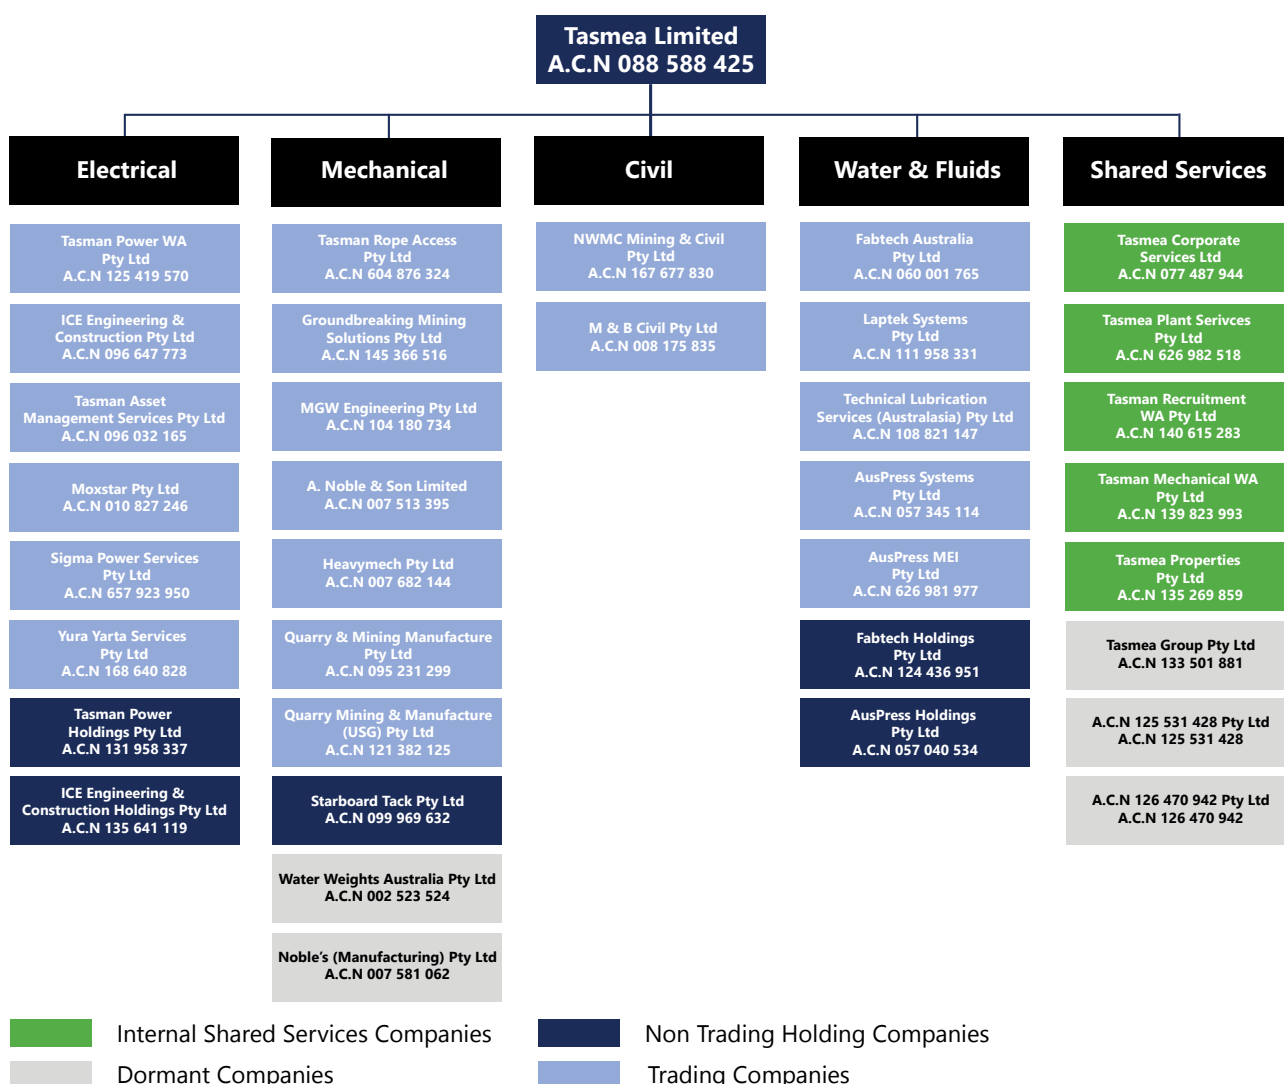 Tasmea Limited
A.C.N 088 588 425
Electrical
Mechanical
Civil
Water & Fluids
Shared Services
Tasman Power WA
Pty Ltd
A.C.N 125 419 570
ICE Engineering &
Construction Pty Ltd
A.C.N 096 647 773
Tasman Asset
Management Services Pty Ltd
A.C.N 096 032 165
Moxstar Pty Ltd
A.C.N 010 827 246
Sigma Power Services
Pty Ltd
A.C.N 657 923 950
Yura Yarta Services
Pty Ltd
A.C.N 168 640 828
Tasman Power
Holdings Pty Ltd
A.C.N 131 958 337
ICE Engineering &
Construction Holdings Pty Ltd
A.C.N 135 641 119
Tasman Rope Access
Pty Ltd
A.C.N 604 876 324
Groundbreaking Mining
Solutions Pty Ltd
A.C.N 145 366 516
MGW Engineering Pty Ltd
A.C.N 104 180 734
A. Noble & Son Limited
A.C.N 007 513 395
Heavymech Pty Ltd
A.C.N 007 682 144
Quarry & Mining Manufacture
Pty Ltd
A.C.N 095 231 299
Quarry Mining & Manufacture
(USG) Pty Ltd
A.C.N 121 382 125
Starboard Tack Pty Ltd
A.C.N 099 969 632
Water Weights Australia Pty Ltd
A.C.N 002 523 524
Noble’s (Manufacturing) Pty Ltd
A.C.N 007 581 062
NWMC Mining & Civil
Pty Ltd
A.C.N 167 677 830
M & B Civil Pty Ltd
A.C.N 008 175 835
Fabtech Australia
Pty Ltd
A.C.N 060 001 765
Laptek Systems
Pty Ltd
A.C.N 111 958 331
Technical Lubrication
Services (Australasia) Pty Ltd
A.C.N 108 821 147
AusPress Systems
Pty Ltd
A.C.N 057 345 114
AusPress MEI
Pty Ltd
A.C.N 626 981 977
Fabtech Holdings
Pty Ltd
A.C.N 124 436 951
AusPress Holdings
Pty Ltd
A.C.N 057 040 534
Tasmea Corporate
Services Ltd
A.C.N 077 487 944
Tasmea Plant Serivces
Pty Ltd
A.C.N 626 982 518
Tasman Recruitment
WA Pty Ltd
A.C.N 140 615 283
Tasman Mechanical WA
Pty Ltd
A.C.N 139 823 993
Tasmea Properties
Pty Ltd
A.C.N 135 269 859
Tasmea Group Pty Ltd
A.C.N 133 501 881
A.C.N 125 531 428 Pty Ltd
A.C.N 125 531 428
A.C.N 126 470 942 Pty Ltd
A.C.N 126 470 942
Internal Shared Services Companies
Non Trading Holding Companies
Dormant Companies
Trading Companies